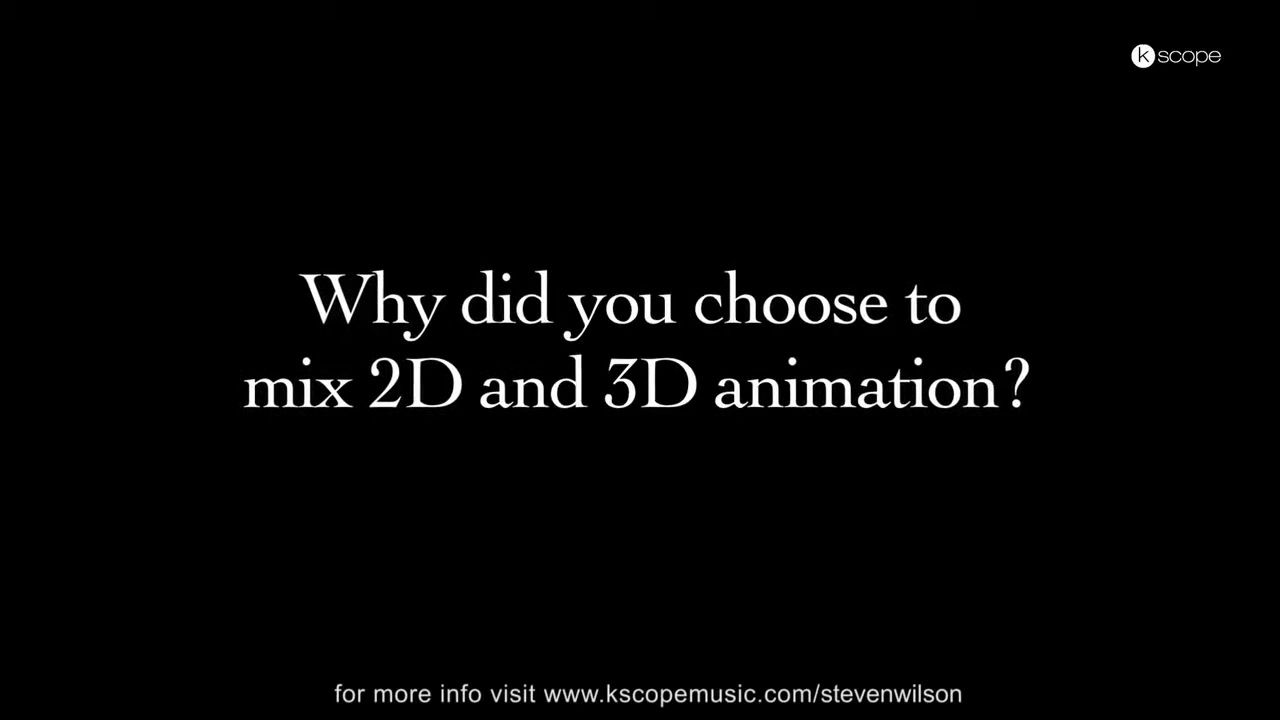 kscope
Why did you choose to
mix 2D and 3D animation?
for more info visit www.kscopemusic.com/stevenwilson